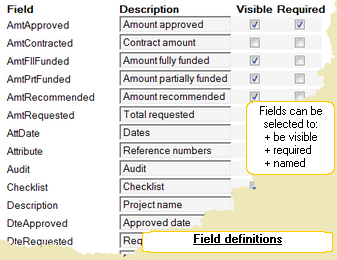 Field Description Visible Required
AmtApproved Amount approved
AmtContracted Contract amount
AmtFllFunded Amount fully funded
AmtPrtFunded Amount partially funded
AmtRecommended Amount recommended
AmtRequested Total requested
AttDate Dates
Attribute Reference numbers
Audit Audit
Checklist Checklist
Description Project name
DteApproved Approved date
DteRequested Req
Fields can be
selected to:
+ be visible
+ required
+ named
Field definitions